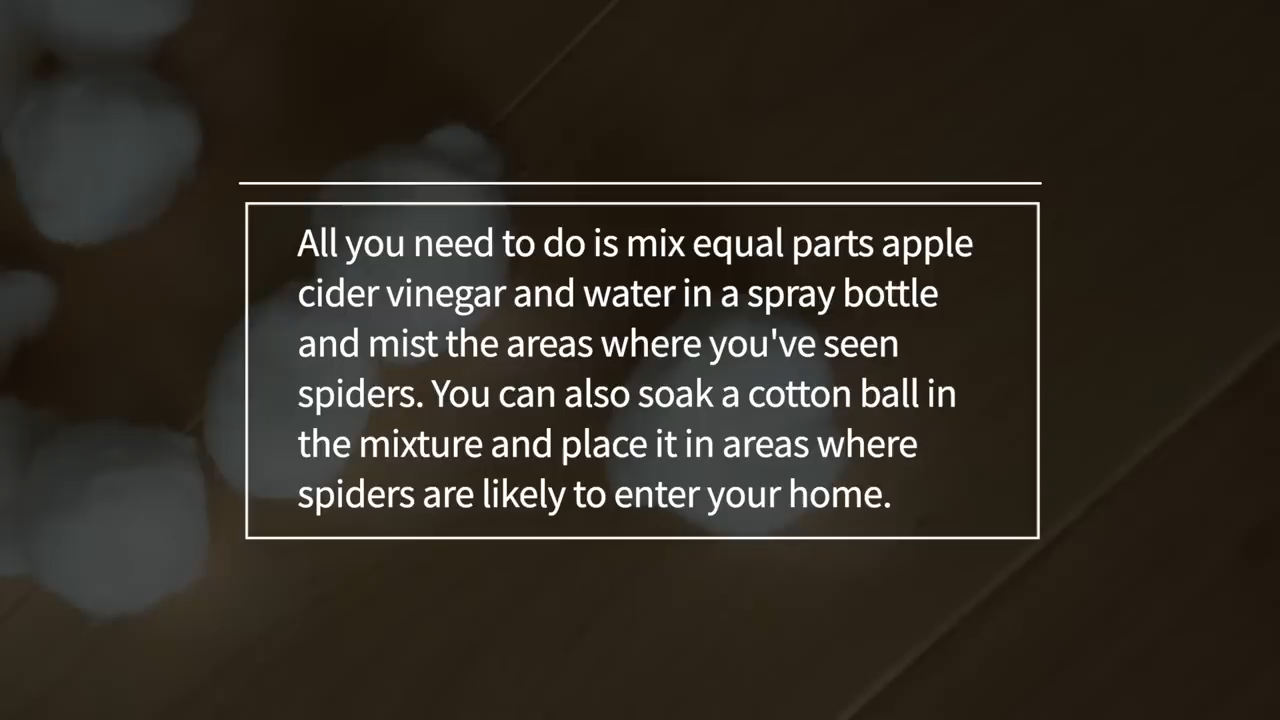 All you need to do is mix equal parts apple
cider vinegar and water in a spray bottle
and mist the areas where you've seen
spiders. You can also soak a cotton ball in
the mixture and place it in areas where
spiders are likely to enter your home.